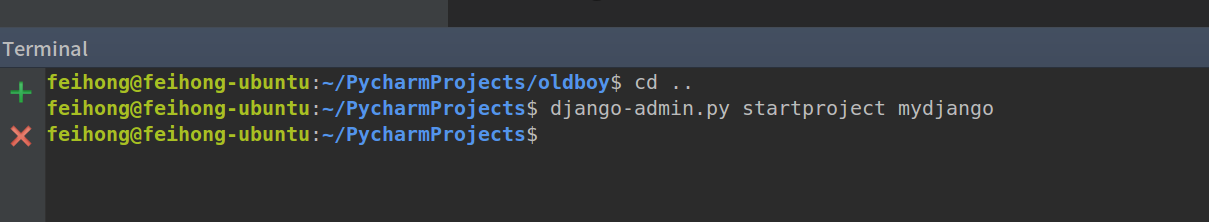 Terminal
feihong@feihong-ubuntu:~/PycharmProjects/oldboy$ cd ..
feihong@feihong-ubuntu:~/PycharmProjects$ django-admin.py startproject mydjango
feihong@feihong-ubuntu:~/PycharmProjects$